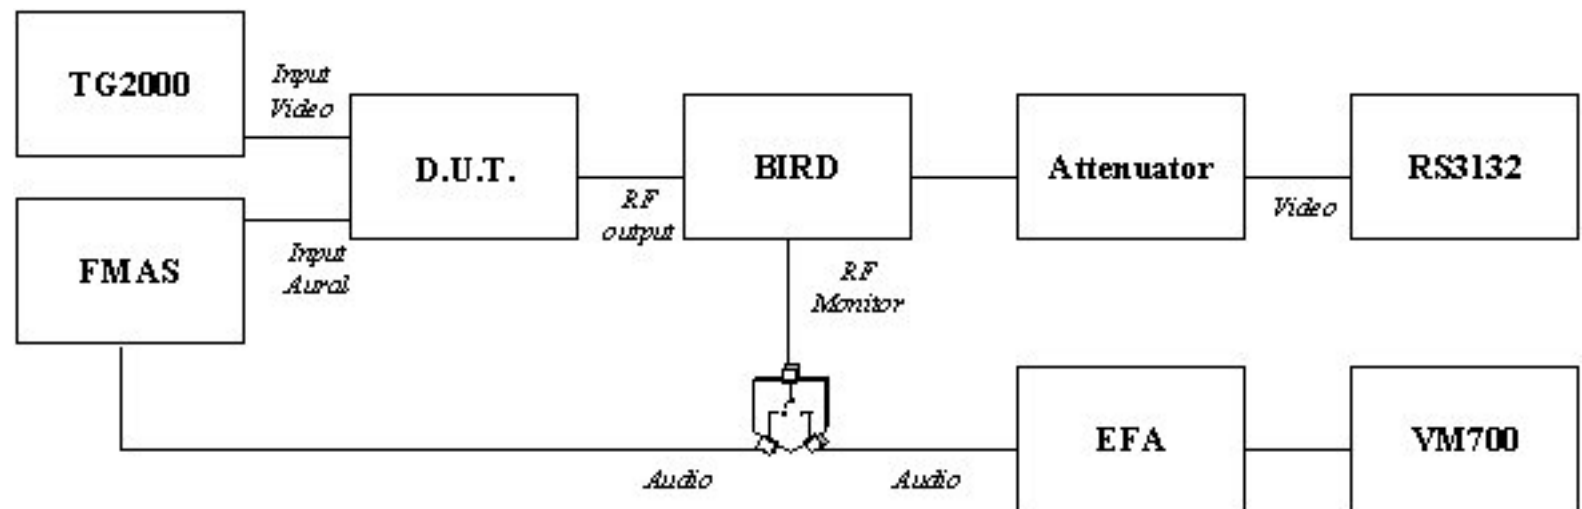 TG2000
Input
Video
D.U.T.
BIRD
Attenuator
RS3132
RF
output
Video
FMAS
Input
Aural
RF
Monitor
EFA
VM700
Audio
Audio